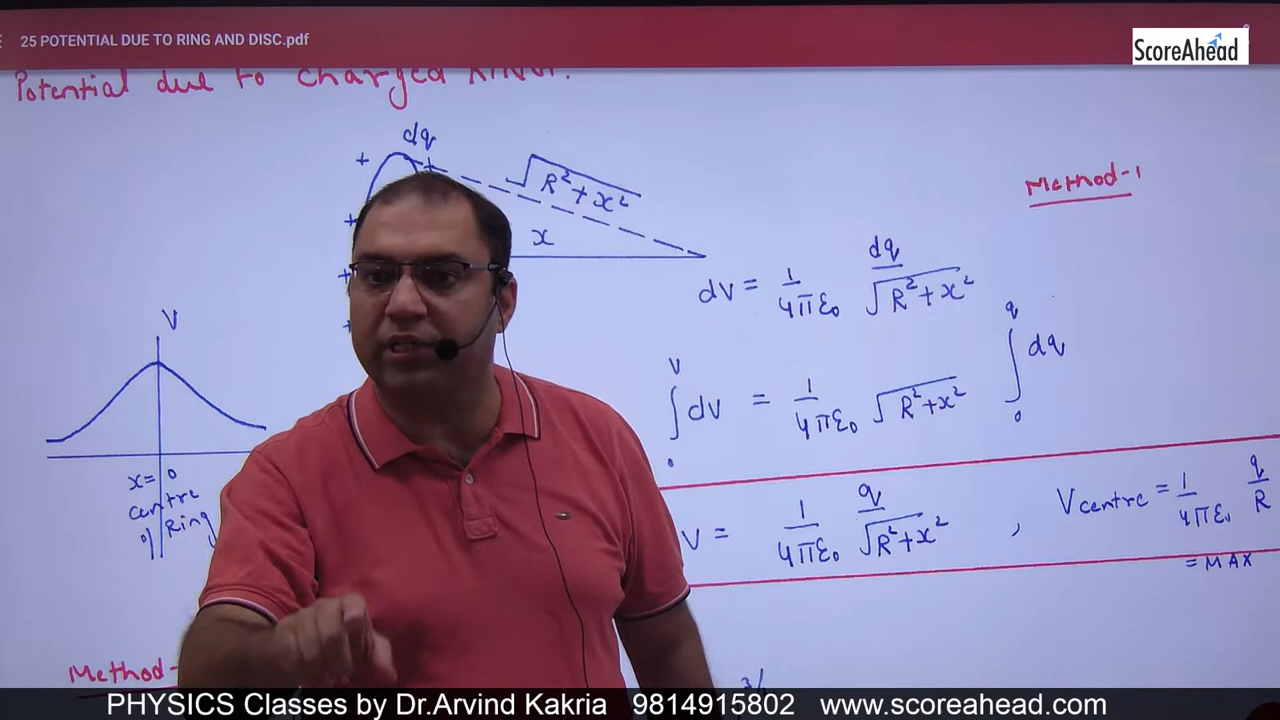 25 POTENTIAL DUE TO RING AND DISC.pdf
ScoreAhead
Potential due to charged RING.
dq
+
+
+
+
+
√R²+x²
x
Method-1
dV = 1/4πε₀ dq/√R²+x²
∫₀ⱽ dV = 1/4πε₀ √R²+x² ∫₀q dq
V = 1/4πε₀ q/√R²+x² , Vcentre = 1/4πε₀ q/R
= MAX
V
x=0
centre
of Ring
Method-
PHYSICS Classes by Dr.Arvind Kakria 9814915802 www.scoreahead.com